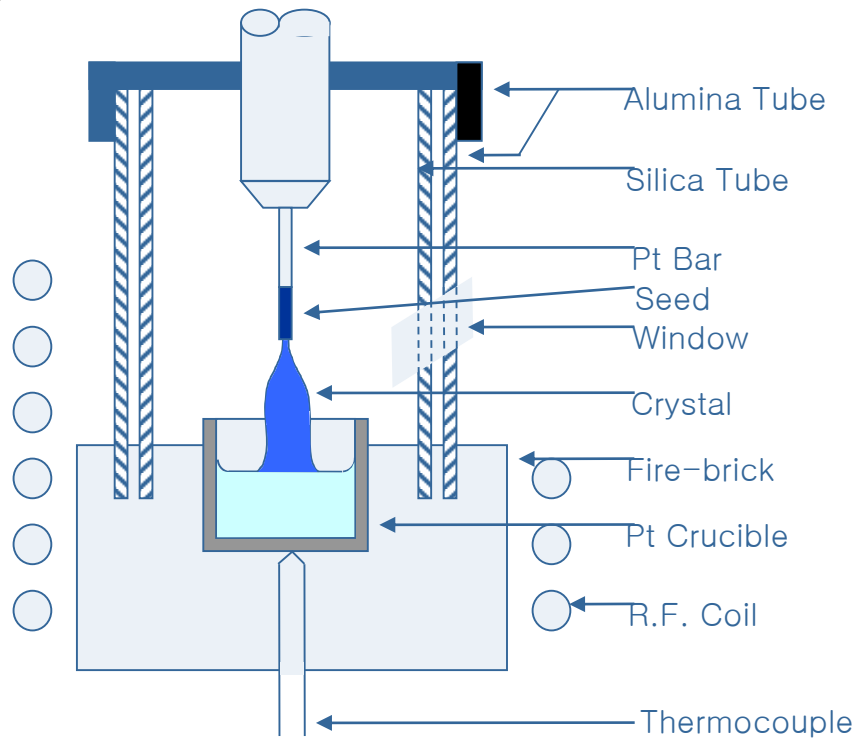 Alumina Tube
Silica Tube
Pt Bar
Seed
Window
Crystal
Fire-brick
Pt Crucible
R.F. Coil
Thermocouple